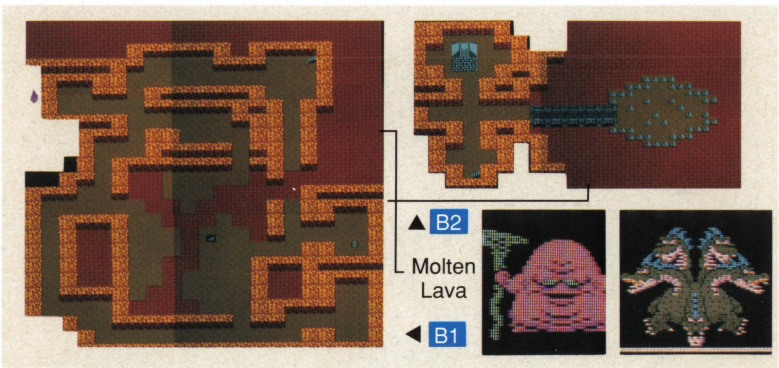 ▲ B2
Molten
Lava
◀ B1